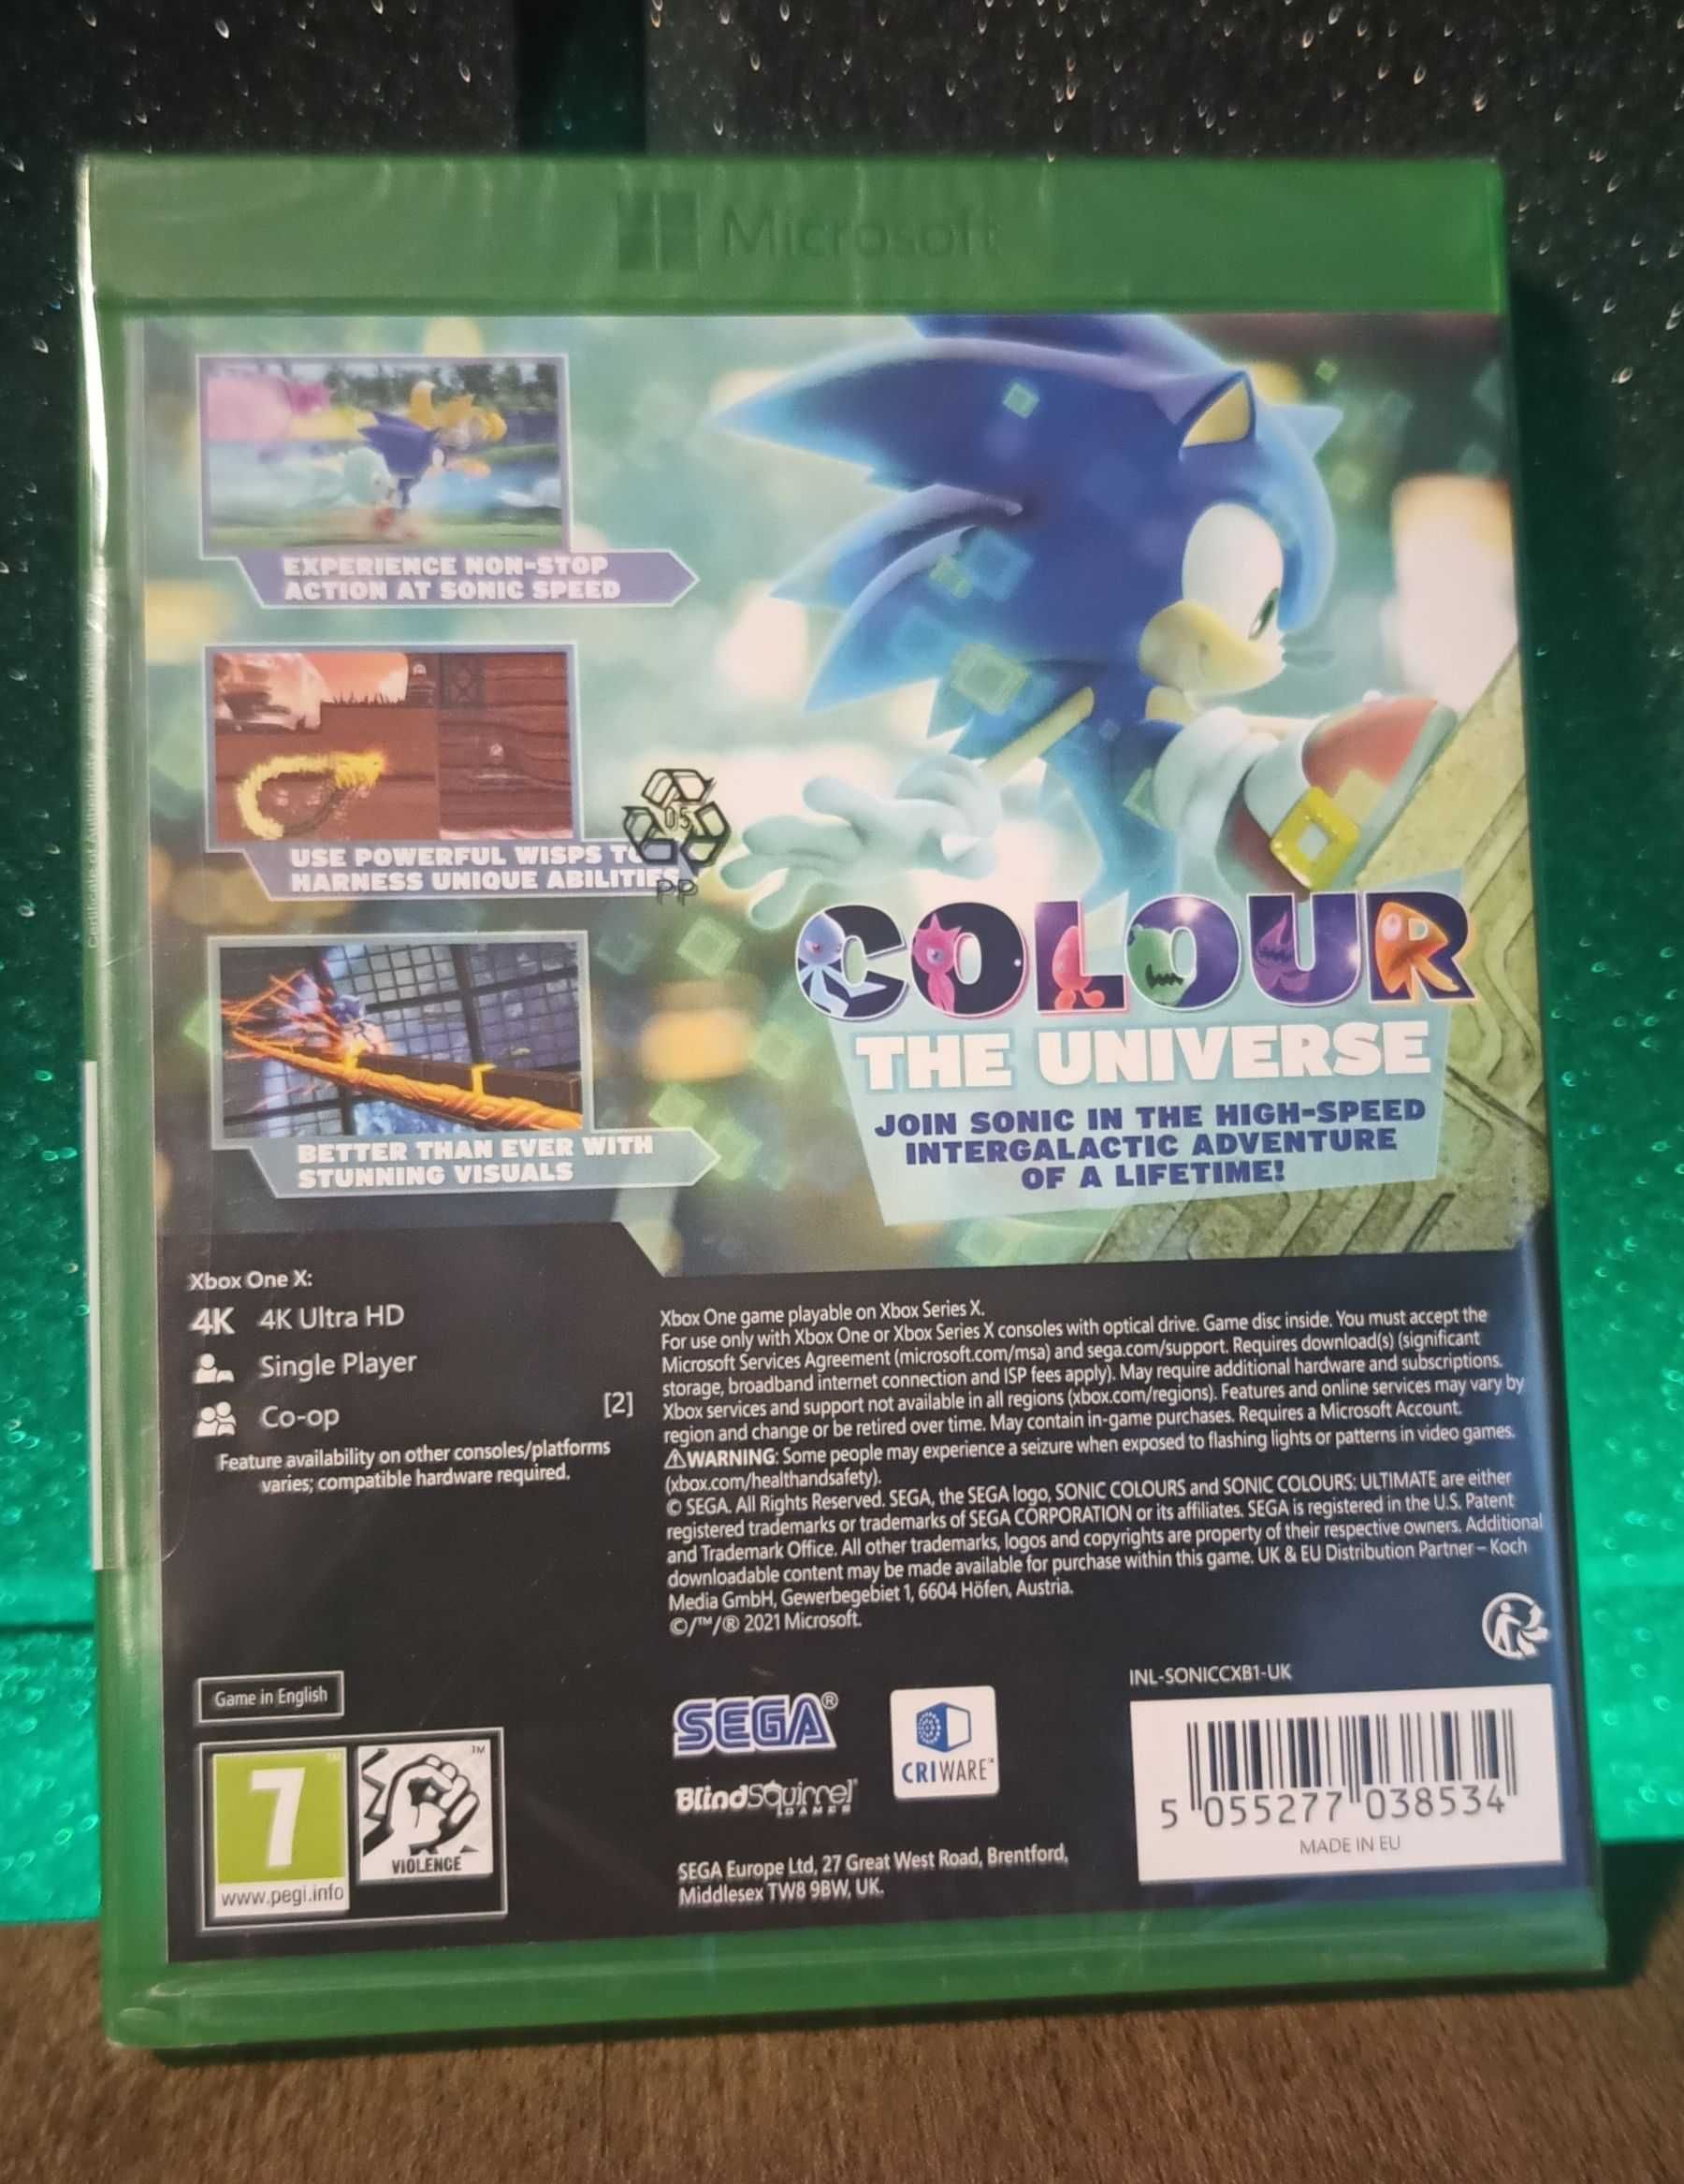 Microsoft
EXPERIENCE NON-STOP
ACTION AT SONIC SPEED
USE POWERFUL WISPS TO
HARNESS UNIQUE ABILITIES
05
PP
BETTER THAN EVER WITH
STUNNING VISUALS
COLOUR
THE UNIVERSE
JOIN SONIC IN THE HIGH-SPEED
INTERGALACTIC ADVENTURE
OF A LIFETIME!
Xbox One X:
4K 4K Ultra HD
Single Player
Co-op [2]
Feature availability on other consoles/platforms
varies; compatible hardware required.
Xbox One game playable on Xbox Series X.
For use only with Xbox One or Xbox Series X consoles with optical drive. Game disc inside. You must accept the
Microsoft Services Agreement (microsoft.com/msa) and sega.com/support. Requires download(s) (significant
storage, broadband internet connection and ISP fees apply). May require additional hardware and subscriptions.
Xbox services and support not available in all regions (xbox.com/regions). Features and online services may vary by
region and change or be retired over time. May contain in-game purchases. Requires a Microsoft Account.
⚠WARNING: Some people may experience a seizure when exposed to flashing lights or patterns in video games.
(xbox.com/healthandsafety).
© SEGA. All Rights Reserved. SEGA, the SEGA logo, SONIC COLOURS and SONIC COLOURS: ULTIMATE are either
registered trademarks or trademarks of SEGA CORPORATION or its affiliates. SEGA is registered in the U.S. Patent
and Trademark Office. All other trademarks, logos and copyrights are property of their respective owners. Additional
downloadable content may be made available for purchase within this game. UK & EU Distribution Partner – Koch
Media GmbH, Gewerbegebiet 1, 6604 Höfen, Austria.
©/™/® 2021 Microsoft.
Game in English
7 ™
www.pegi.info
™
VIOLENCE
SEGA®
BlindSquirrel
GAMES
CRIWARE™
SEGA Europe Ltd, 27 Great West Road, Brentford,
Middlesex TW8 9BW, UK.
INL-SONICCXB1-UK
5 055277 038534
MADE IN EU
Certificate of Authenticity